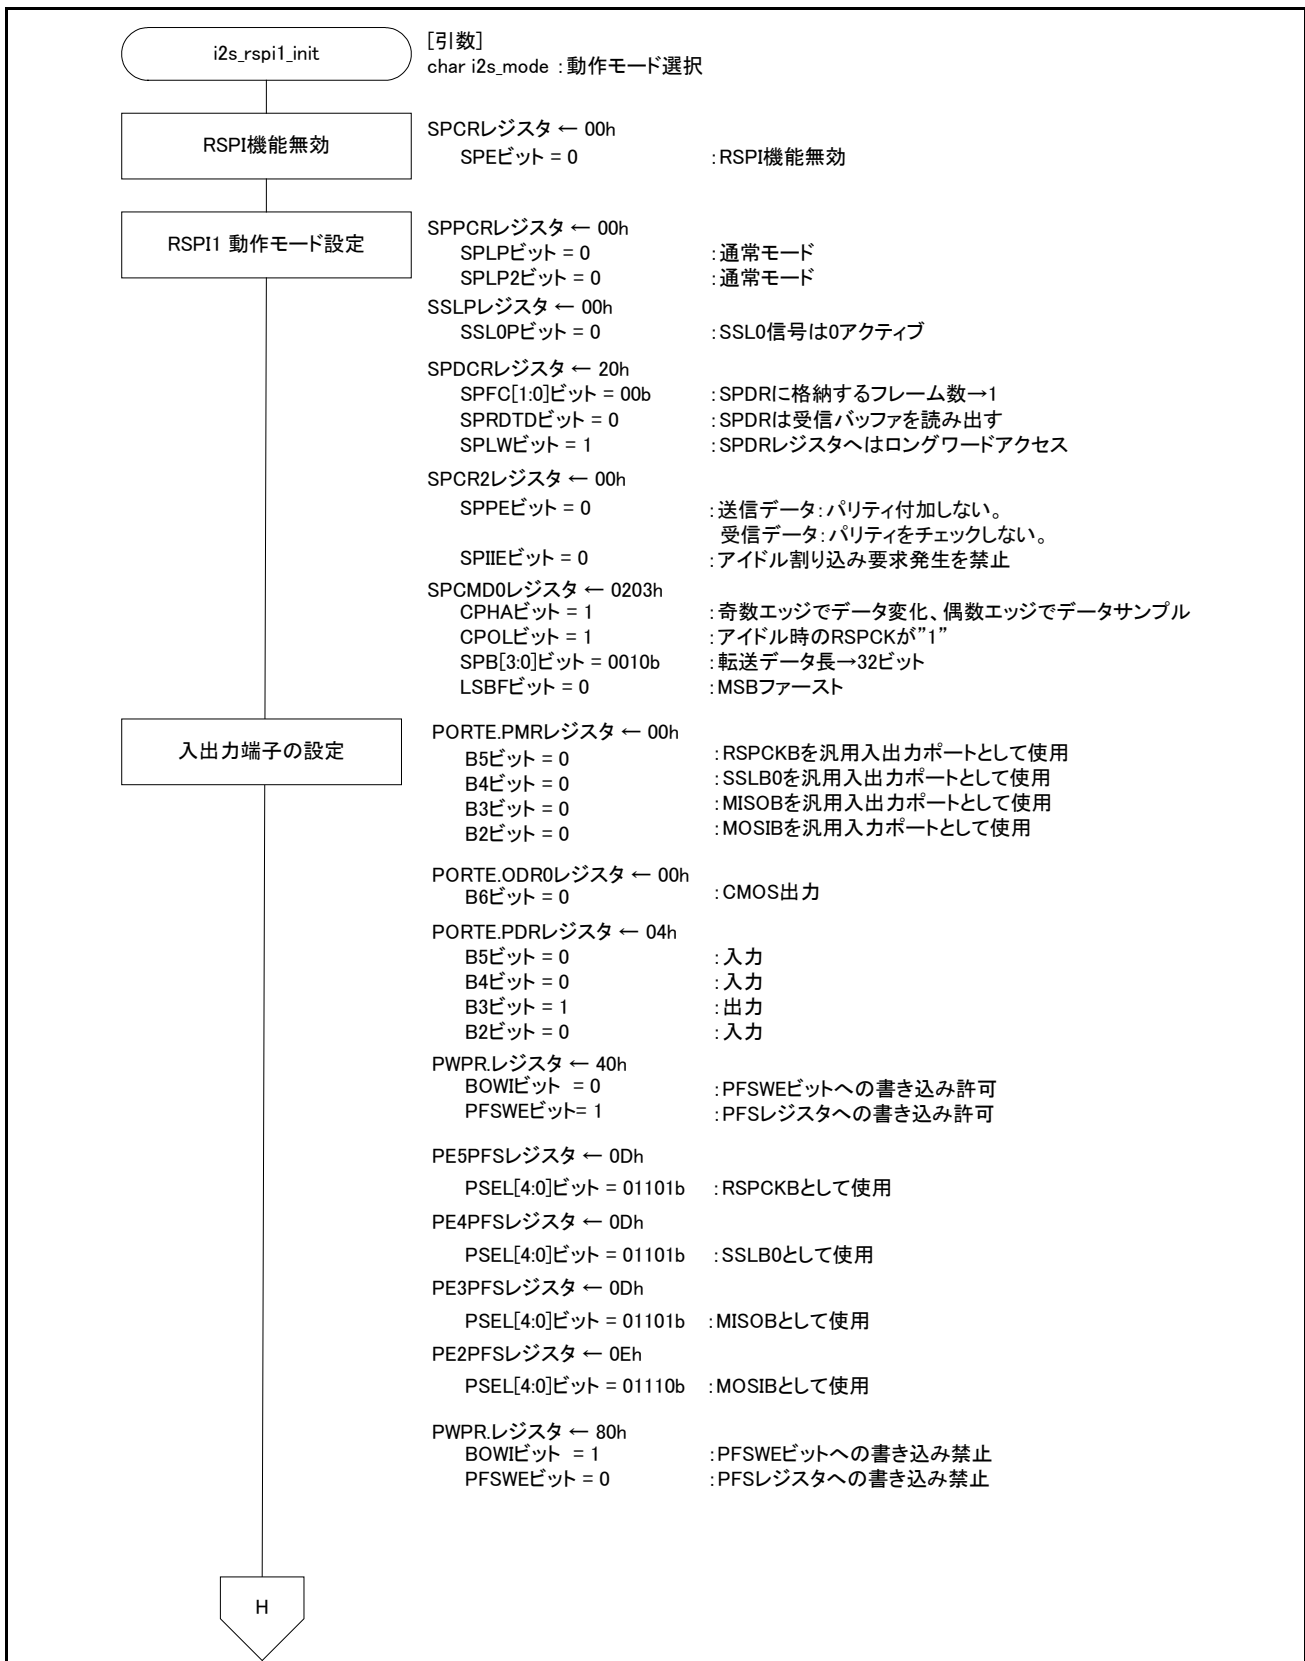 i2s_rspi1_init
[引数]
char i2s_mode :動作モード選択
RSPI機能無効
SPCRレジスタ ← 00h
SPEビット = 0 :RSPI機能無効
RSPI1 動作モード設定
SPPCRレジスタ ← 00h
SPLPビット = 0 :通常モード
SPLP2ビット = 0 :通常モード
SSLPレジスタ ← 00h
SSL0Pビット = 0 :SSL0信号は0アクティブ
SPDCRレジスタ ← 20h
SPFC[1:0]ビット = 00b :SPDRに格納するフレーム数→1
SPRDTDビット = 0 :SPDRは受信バッファを読み出す
SPLWビット = 1 :SPDRレジスタへはロングワードアクセス
SPCR2レジスタ ← 00h
SPPEビット = 0 :送信データ:パリティ付加しない。
受信データ:パリティをチェックしない。
SPIIEビット = 0 :アイドル割り込み要求発生を禁止
SPCMD0レジスタ ← 0203h
CPHAビット = 1 :奇数エッジでデータ変化、偶数エッジでデータサンプル
CPOLビット = 1 :アイドル時のRSPCKが”1”
SPB[3:0]ビット = 0010b :転送データ長→32ビット
LSBFビット = 0 :MSBファースト
入出力端子の設定
PORTE.PMRレジスタ ← 00h
B5ビット = 0 :RSPCKBを汎用入出力ポートとして使用
B4ビット = 0 :SSLB0を汎用入出力ポートとして使用
B3ビット = 0 :MISOBを汎用入出力ポートとして使用
B2ビット = 0 :MOSIBを汎用入力ポートとして使用
PORTE.ODR0レジスタ ← 00h
B6ビット = 0 :CMOS出力
PORTE.PDRレジスタ ← 04h
B5ビット = 0 :入力
B4ビット = 0 :入力
B3ビット = 1 :出力
B2ビット = 0 :入力
PWPR.レジスタ ← 40h
BOWIビット = 0 :PFSWEビットへの書き込み許可
PFSWEビット= 1 :PFSレジスタへの書き込み許可
PE5PFSレジスタ ← 0Dh
PSEL[4:0]ビット = 01101b :RSPCKBとして使用
PE4PFSレジスタ ← 0Dh
PSEL[4:0]ビット = 01101b :SSLB0として使用
PE3PFSレジスタ ← 0Dh
PSEL[4:0]ビット = 01101b :MISOBとして使用
PE2PFSレジスタ ← 0Eh
PSEL[4:0]ビット = 01110b :MOSIBとして使用
PWPR.レジスタ ← 80h
BOWIビット = 1 :PFSWEビットへの書き込み禁止
PFSWEビット = 0 :PFSレジスタへの書き込み禁止
H